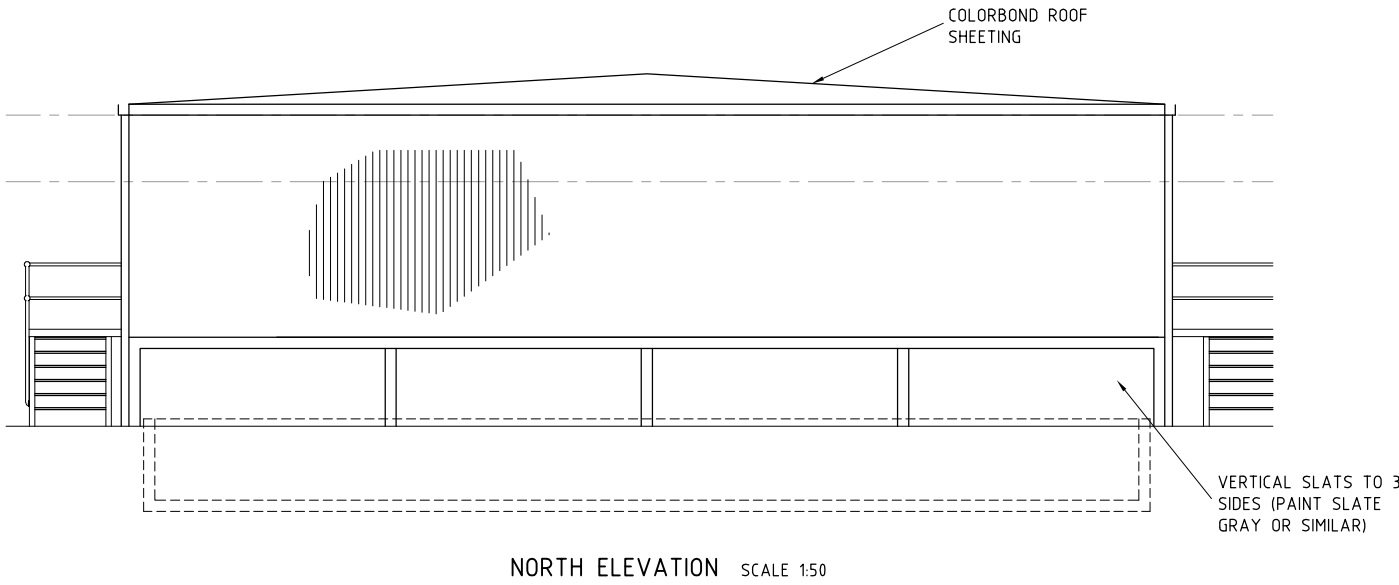 COLORBOND ROOF
SHEETING
VERTICAL SLATS TO 3
SIDES (PAINT SLATE
GRAY OR SIMILAR)
NORTH ELEVATION SCALE 1:50